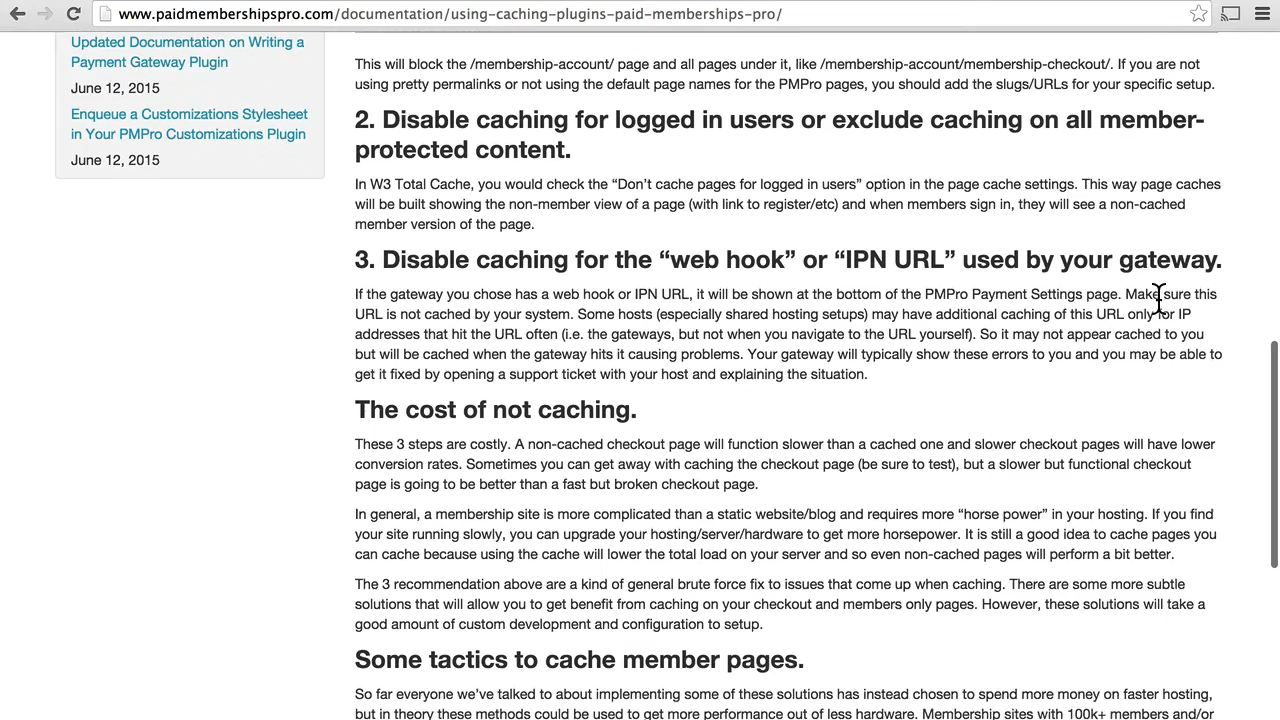 www.paidmembershipspro.com/documentation/using-caching-plugins-paid-memberships-pro/
Updated Documentation on Writing a
Payment Gateway Plugin
June 12, 2015
Enqueue a Customizations Stylesheet
in Your PMPro Customizations Plugin
June 12, 2015
This will block the /membership-account/ page and all pages under it, like /membership-account/membership-checkout/. If you are not
using pretty permalinks or not using the default page names for the PMPro pages, you should add the slugs/URLs for your specific setup.
2. Disable caching for logged in users or exclude caching on all member-
protected content.
In W3 Total Cache, you would check the “Don’t cache pages for logged in users” option in the page cache settings. This way page caches
will be built showing the non-member view of a page (with link to register/etc) and when members sign in, they will see a non-cached
member version of the page.
3. Disable caching for the “web hook” or “IPN URL” used by your gateway.
If the gateway you chose has a web hook or IPN URL, it will be shown at the bottom of the PMPro Payment Settings page. Make sure this
URL is not cached by your system. Some hosts (especially shared hosting setups) may have additional caching of this URL only for IP
addresses that hit the URL often (i.e. the gateways, but not when you navigate to the URL yourself). So it may not appear cached to you
but will be cached when the gateway hits it causing problems. Your gateway will typically show these errors to you and you may be able to
get it fixed by opening a support ticket with your host and explaining the situation.
The cost of not caching.
These 3 steps are costly. A non-cached checkout page will function slower than a cached one and slower checkout pages will have lower
conversion rates. Sometimes you can get away with caching the checkout page (be sure to test), but a slower but functional checkout
page is going to be better than a fast but broken checkout page.
In general, a membership site is more complicated than a static website/blog and requires more “horse power” in your hosting. If you find
your site running slowly, you can upgrade your hosting/server/hardware to get more horsepower. It is still a good idea to cache pages you
can cache because using the cache will lower the total load on your server and so even non-cached pages will perform a bit better.
The 3 recommendation above are a kind of general brute force fix to issues that come up when caching. There are some more subtle
solutions that will allow you to get benefit from caching on your checkout and members only pages. However, these solutions will take a
good amount of custom development and configuration to setup.
Some tactics to cache member pages.
So far everyone we’ve talked to about implementing some of these solutions has instead chosen to spend more money on faster hosting,
but in theory these methods could be used to get more performance out of less hardware. Membership sites with 100k+ members and/or